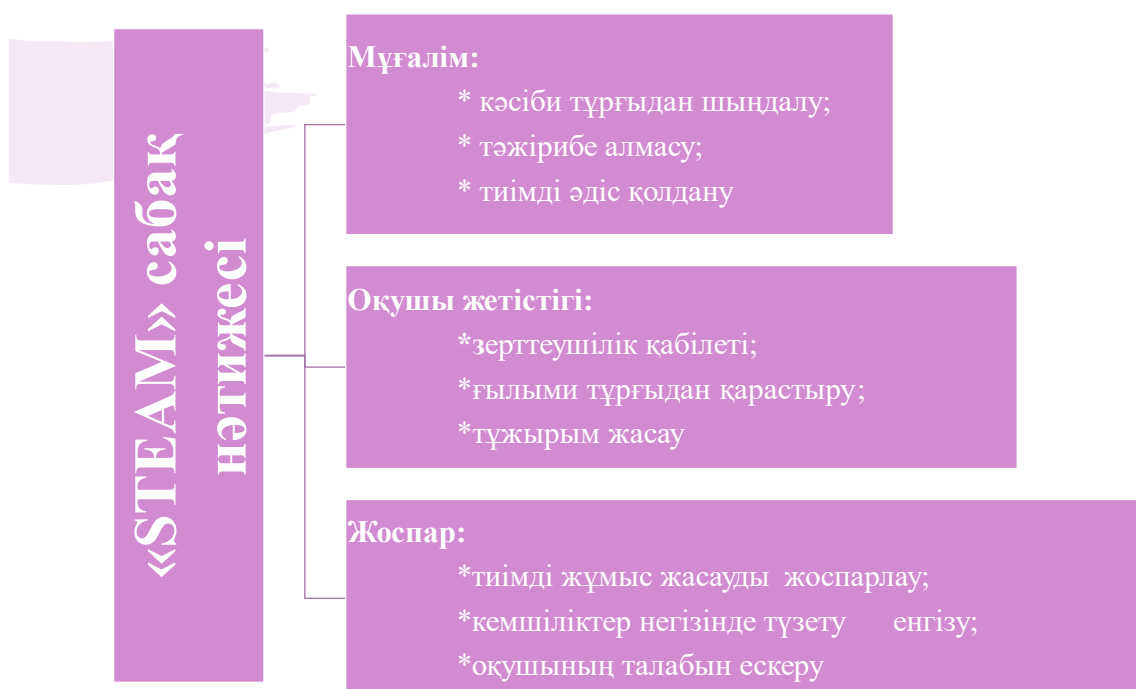 «STEAM» сабақ
нәтижесі
Мұғалім:
* кәсіби тұрғыдан шыңдалу;
* тәжірибе алмасу;
* тиімді әдіс қолдану
Оқушы жетістігі:
*зерттеушілік қабілеті;
*ғылыми тұрғыдан қарастыру;
*тұжырым жасау
Жоспар:
*тиімді жұмыс жасауды жоспарлау;
*кемшіліктер негізінде түзету енгізу;
*оқушының талабын ескеру